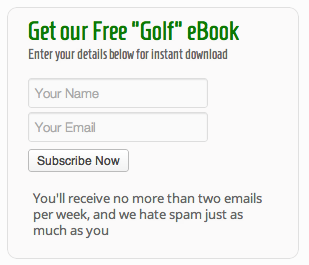 Get our Free "Golf" eBook
Enter your details below for instant download
Your Name
Your Email
Subscribe Now
You'll receive no more than two emails
per week, and we hate spam just as
much as you